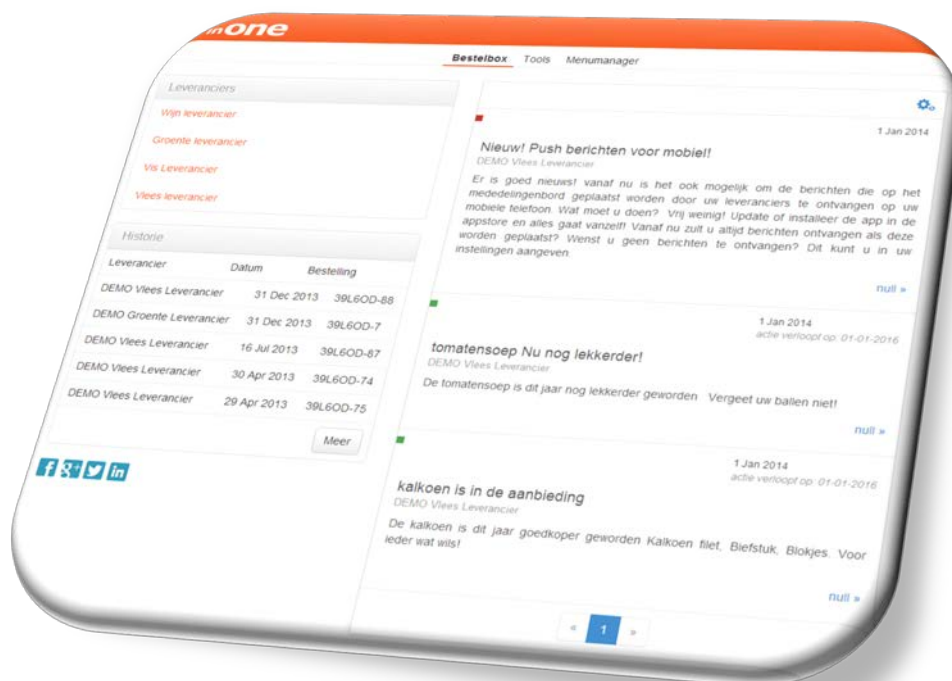 inone
Bestelbox Tools Menumanager
Leveranciers
Wijn leverancier
Groente leverancier
Vis Leverancier
Vlees leverancier
Historie
Leverancier Datum Bestelling
DEMO Vlees Leverancier 31 Dec 2013 39L6OD-88
DEMO Groente Leverancier 31 Dec 2013 39L6OD-7
DEMO Vlees Leverancier 16 Jul 2013 39L6OD-87
DEMO Vlees Leverancier 30 Apr 2013 39L6OD-74
DEMO Vlees Leverancier 29 Apr 2013 39L6OD-75
Meer
f g+ in
1 Jan 2014
Nieuw! Push berichten voor mobiel!
DEMO Vlees Leverancier
Er is goed nieuws! vanaf nu is het ook mogelijk om de berichten die op het
mededelingenbord geplaatst worden door uw leveranciers te ontvangen op uw
mobiele telefoon. Wat moet u doen? Vrij weinig! Update of installeer de app in de
appstore en alles gaat vanzelf! Vanaf nu zult u altijd berichten ontvangen als deze
worden geplaatst? Wenst u geen berichten te ontvangen? Dit kunt u in uw
instellingen aangeven.
null »
1 Jan 2014
actie verloopt op: 01-01-2016
tomatensoep Nu nog lekkerder!
DEMO Vlees Leverancier
De tomatensoep is dit jaar nog lekkerder geworden Vergeet uw ballen niet!
null »
1 Jan 2014
actie verloopt op: 01-01-2016
kalkoen is in de aanbieding
DEMO Vlees Leverancier
De kalkoen is dit jaar goedkoper geworden Kalkoen filet, Biefstuk, Blokjes. Voor
ieder wat wils!
null »
« 1 »